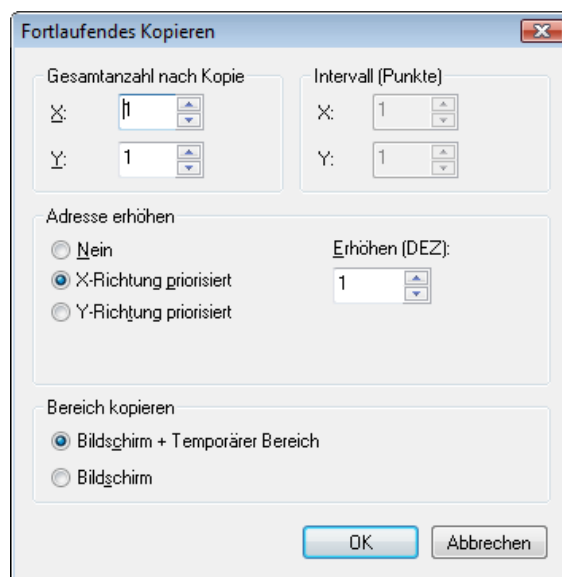 Fortlaufendes Kopieren
Gesamtanzahl nach Kopie
X: 1
Y: 1
Intervall (Punkte)
X: 1
Y: 1
Adresse erhöhen
Nein
X-Richtung priorisiert
Y-Richtung priorisiert
Erhöhen (DEZ):
1
Bereich kopieren
Bildschirm + Temporärer Bereich
Bildschirm
OK Abbrechen